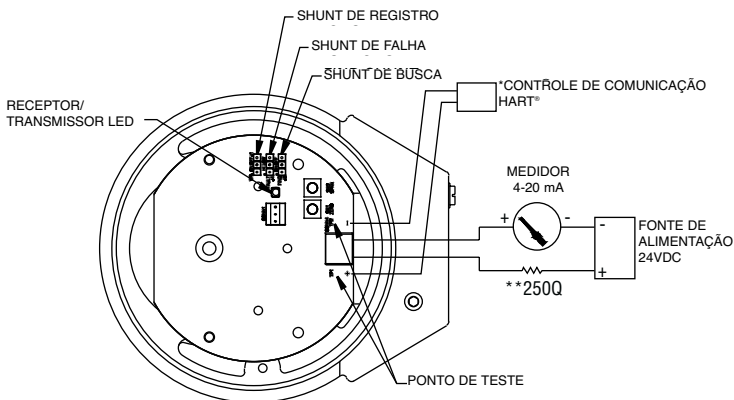 SHUNT DE REGISTRO
SHUNT DE FALHA
SHUNT DE BUSCA
RECEPTOR/
TRANSMISSOR LED
*CONTROLE DE COMUNICAÇÃO
HART®
MEDIDOR
4-20 mA
+ -
-
FONTE DE
ALIMENTAÇÃO
24VDC
+
**250Q
-
+
PONTO DE TESTE